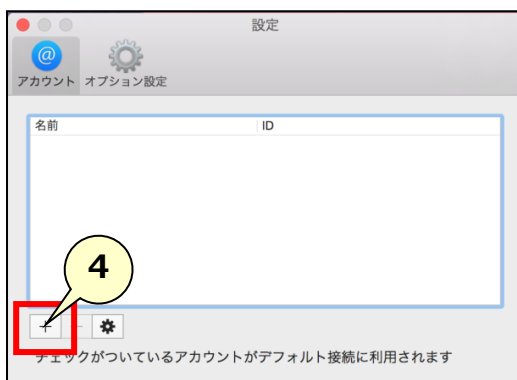 設定
アカウント オプション設定
名前 ID
4
+ −
チェックがついているアカウントがデフォルト接続に利用されます